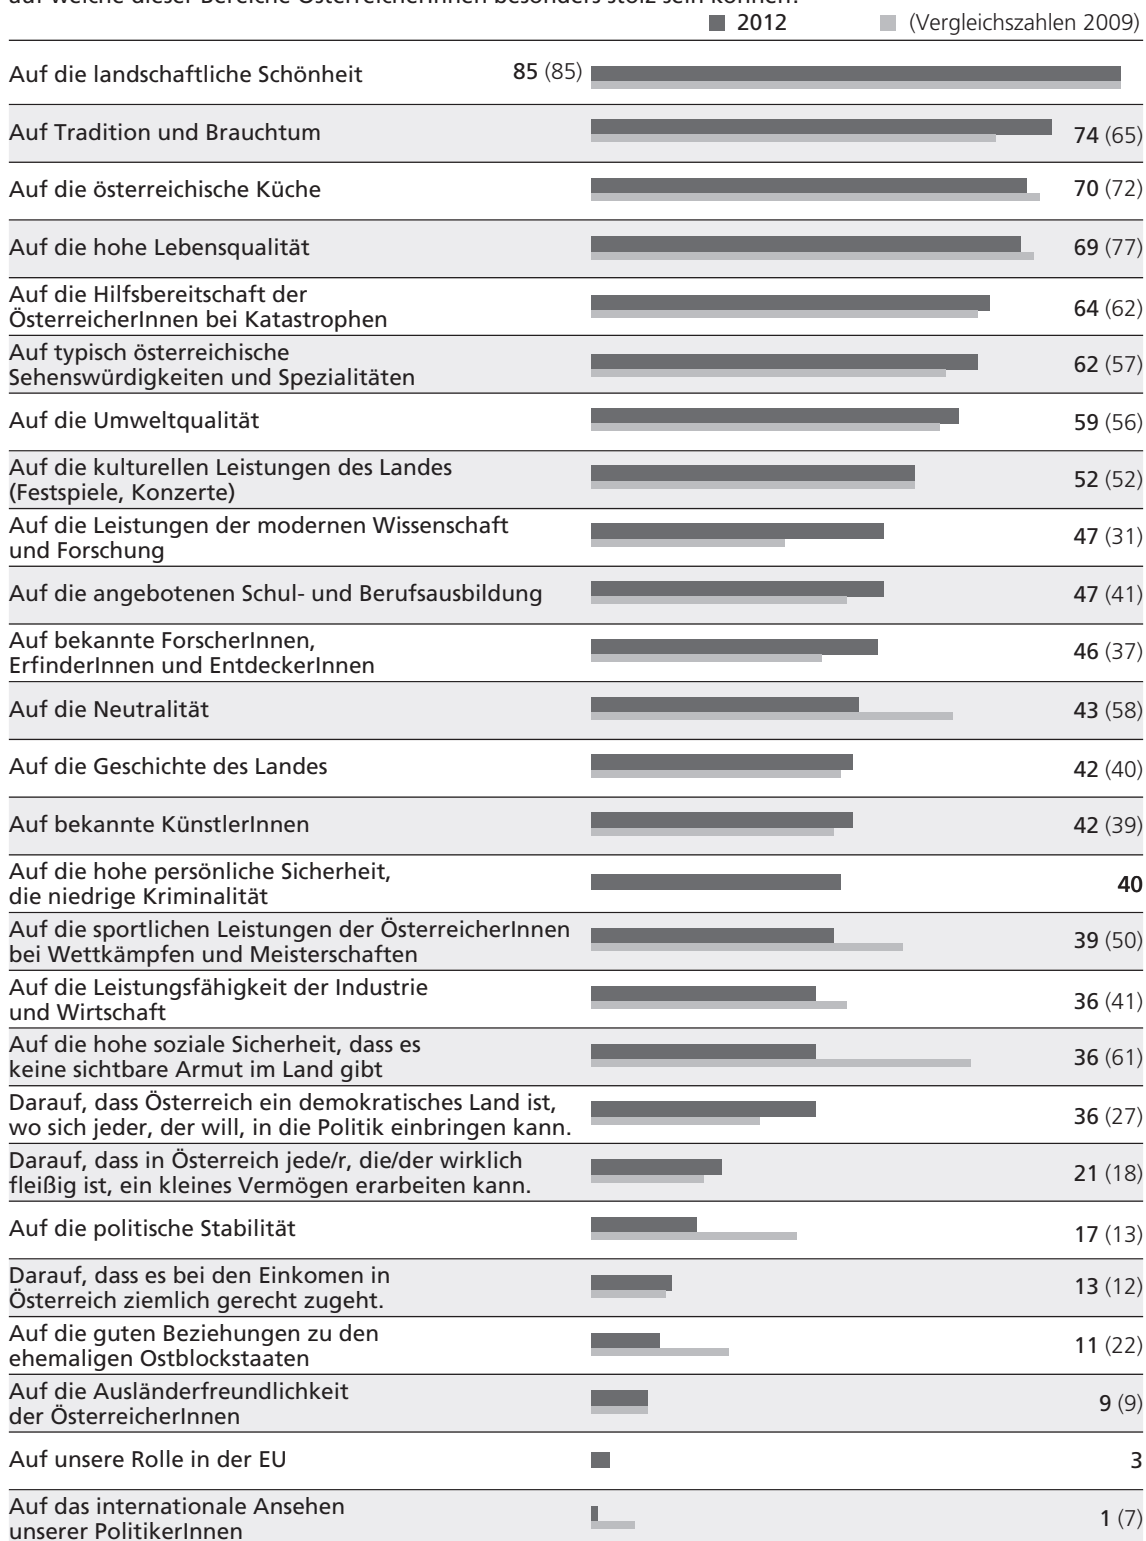 auf welche dieser Bereiche ÖsterreicherInnen besonders stolz sein können?
2012 (Vergleichszahlen 2009)
Auf die landschaftliche Schönheit 85 (85)
Auf Tradition und Brauchtum 74 (65)
Auf die österreichische Küche 70 (72)
Auf die hohe Lebensqualität 69 (77)
Auf die Hilfsbereitschaft der
ÖsterreicherInnen bei Katastrophen 64 (62)
Auf typisch österreichische
Sehenswürdigkeiten und Spezialitäten 62 (57)
Auf die Umweltqualität 59 (56)
Auf die kulturellen Leistungen des Landes
(Festspiele, Konzerte) 52 (52)
Auf die Leistungen der modernen Wissenschaft
und Forschung 47 (31)
Auf die angebotenen Schul- und Berufsausbildung 47 (41)
Auf bekannte ForscherInnen,
ErfinderInnen und EntdeckerInnen 46 (37)
Auf die Neutralität 43 (58)
Auf die Geschichte des Landes 42 (40)
Auf bekannte KünstlerInnen 42 (39)
Auf die hohe persönliche Sicherheit,
die niedrige Kriminalität 40
Auf die sportlichen Leistungen der ÖsterreicherInnen
bei Wettkämpfen und Meisterschaften 39 (50)
Auf die Leistungsfähigkeit der Industrie
und Wirtschaft 36 (41)
Auf die hohe soziale Sicherheit, dass es
keine sichtbare Armut im Land gibt 36 (61)
Darauf, dass Österreich ein demokratisches Land ist,
wo sich jeder, der will, in die Politik einbringen kann. 36 (27)
Darauf, dass in Österreich jede/r, die/der wirklich
fleißig ist, ein kleines Vermögen erarbeiten kann. 21 (18)
Auf die politische Stabilität 17 (13)
Darauf, dass es bei den Einkomen in
Österreich ziemlich gerecht zugeht. 13 (12)
Auf die guten Beziehungen zu den
ehemaligen Ostblockstaaten 11 (22)
Auf die Ausländerfreundlichkeit
der ÖsterreicherInnen 9 (9)
Auf unsere Rolle in der EU 3
Auf das internationale Ansehen
unserer PolitikerInnen 1 (7)